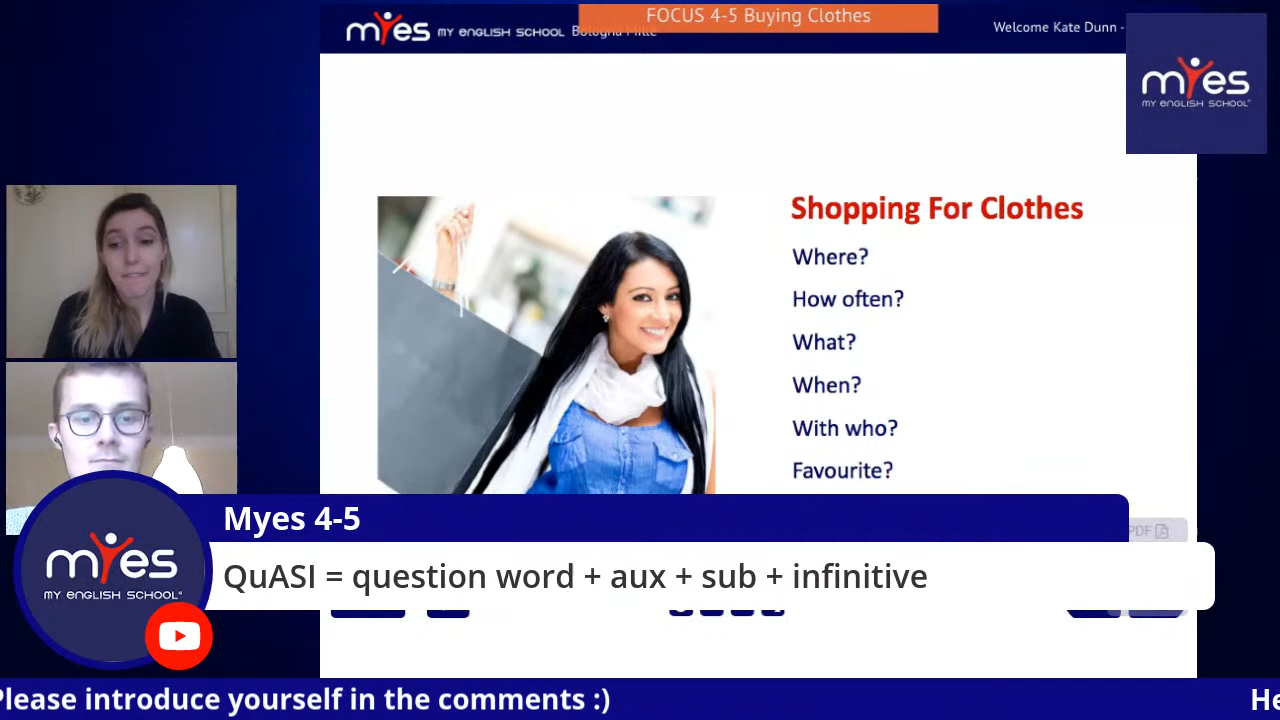 FOCUS 4-5 Buying Clothes
myes MY ENGLISH SCHOOL Bologna Mille
Welcome Kate Dunn -
myes
MY ENGLISH SCHOOL
Shopping For Clothes
Where?
How often?
What?
When?
With who?
Favourite?
PDF
Myes 4-5
QuASI = question word + aux + sub + infinitive
myes
MY ENGLISH SCHOOL
Please introduce yourself in the comments :)
He